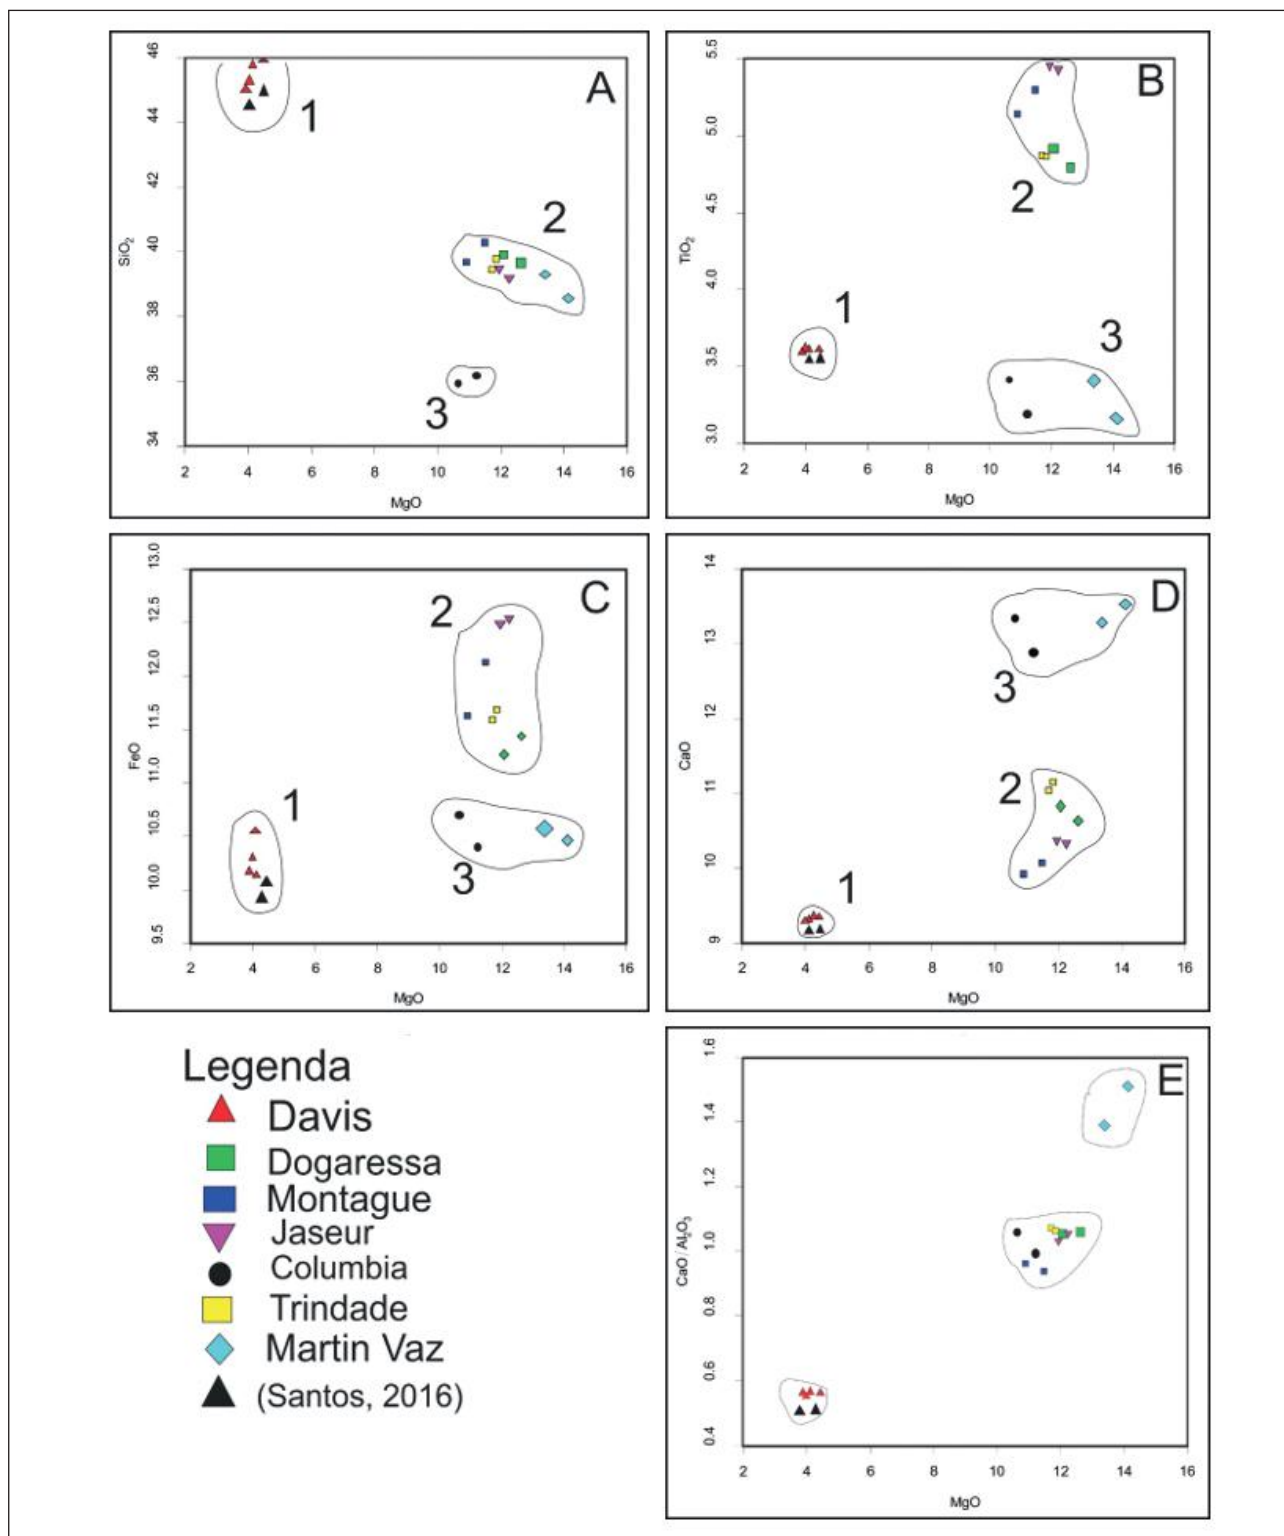 46
44
42
40
38
36
34
SiO₂
A
1
2
3
2 4 6 8 10 12 14 16
MgO
5.5
5.0
4.5
4.0
3.5
3.0
TiO₂
B
2
1
3
2 4 6 8 10 12 14 16
MgO
13.0
12.5
12.0
11.5
11.0
10.5
10.0
9.5
FeO
C
2
1
3
2 4 6 8 10 12 14 16
MgO
14
13
12
11
10
9
CaO
D
3
2
1
2 4 6 8 10 12 14 16
MgO
Legenda
Davis
Dogaressa
Montague
Jaseur
Columbia
Trindade
Martin Vaz
(Santos, 2016)
1.6
1.4
1.2
1.0
0.8
0.6
0.4
CaO / Al₂O₃
E
2 4 6 8 10 12 14 16
MgO